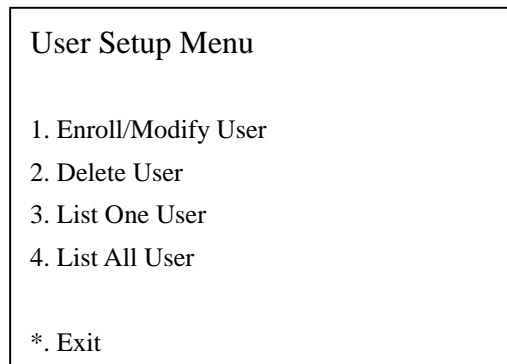 User Setup Menu
1. Enroll/Modify User
2. Delete User
3. List One User
4. List All User
*. Exit